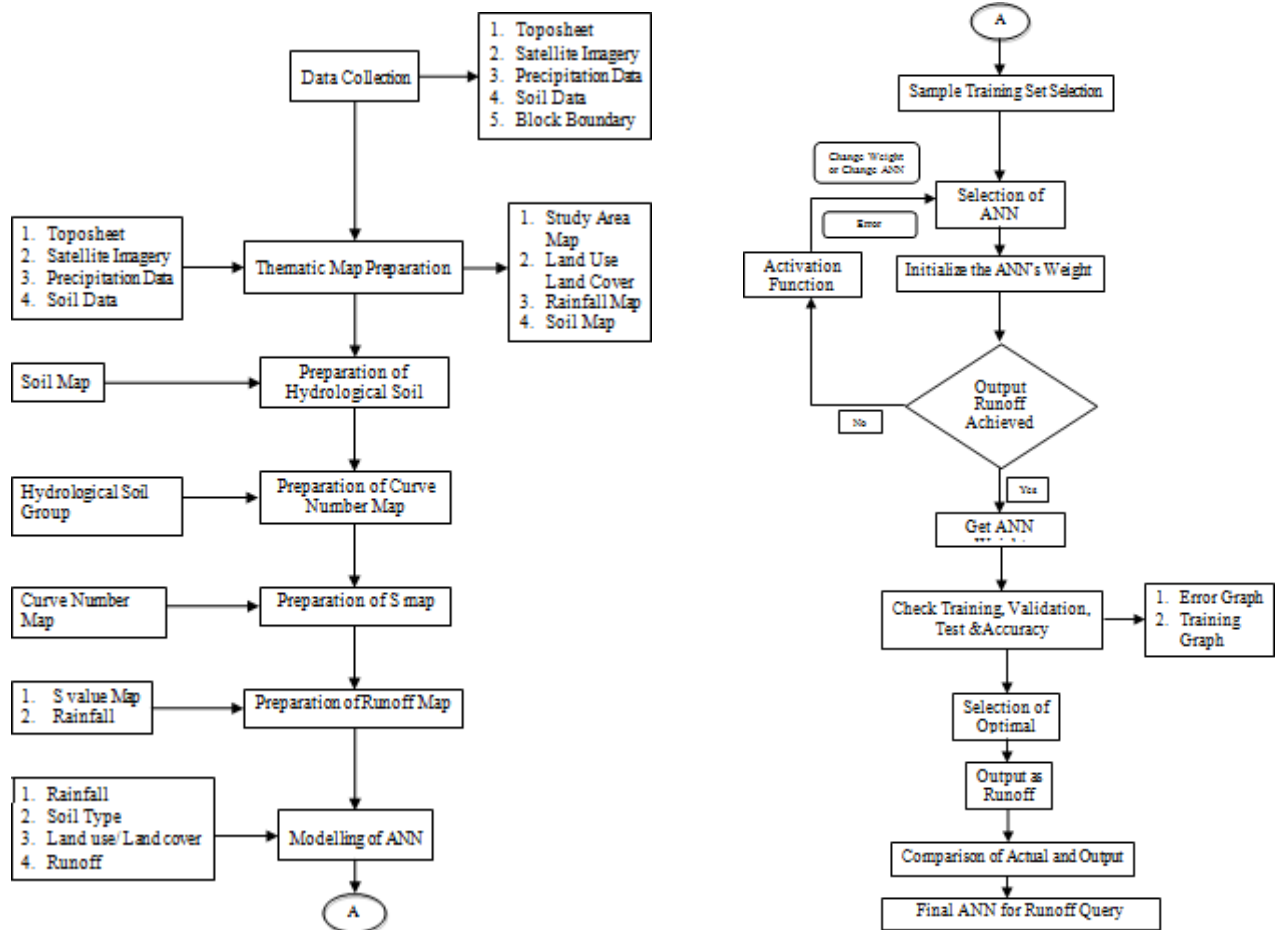 Data Collection
1. Toposheet
2. Satellite Imagery
3. Precipitation Data
4. Soil Data
5. Block Boundary
1. Toposheet
2. Satellite Imagery
3. Precipitation Data
4. Soil Data
Thematic Map Preparation
1. Study Area
Map
2. Land Use
Land Cover
3. Rainfall Map
4. Soil Map
Soil Map
Preparation of
Hydrological Soil
Hydrological Soil
Group
Preparation of Curve
Number Map
Curve Number
Map
Preparation of S map
1. S value Map
2. Rainfall
Preparation of Runoff Map
1. Rainfall
2. Soil Type
3. Land use/ Land cover
4. Runoff
Modelling of ANN
A
A
Sample Training Set Selection
Change Weight
or Change ANN
Selection of
ANN
Error
Activation
Function
Initialize the ANN's Weight
Output
Runoff
Achieved
No
Yes
Get ANN
Check Training, Validation,
Test & Accuracy
1. Error Graph
2. Training
Graph
Selection of
Optimal
Output as
Runoff
Comparison of Actual and Output
Final ANN for Runoff Query